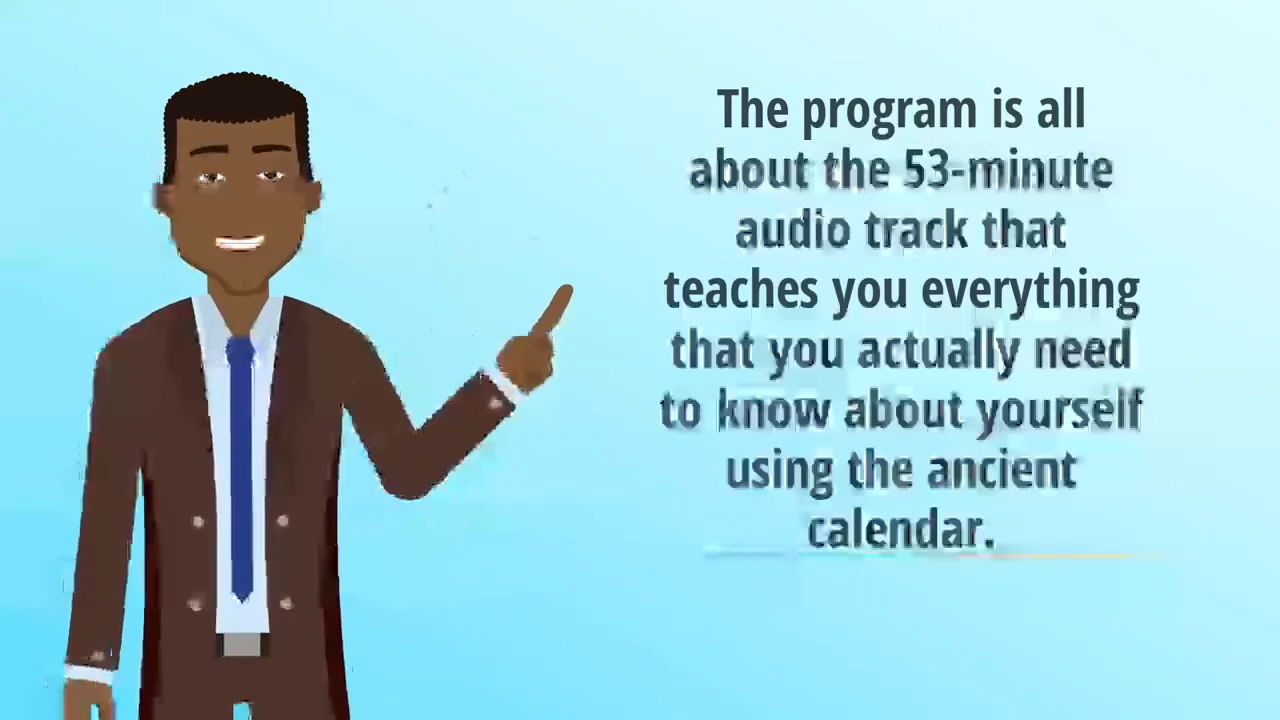 The program is all
about the 53-minute
audio track that
teaches you everything
that you actually need
to know about yourself
using the ancient
calendar.